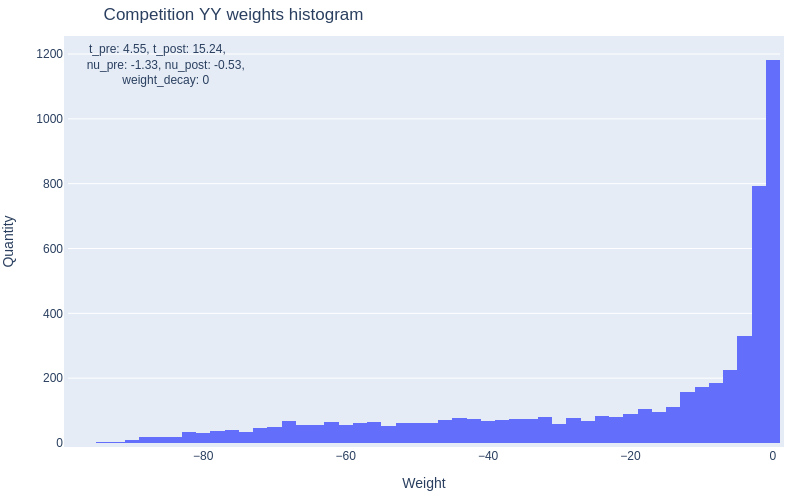 Competition YY weights histogram
t_pre: 4.55, t_post: 15.24,
nu_pre: -1.33, nu_post: -0.53,
weight_decay: 0
1200
1000
800
600
400
200
0
Quantity
−80
−60
−40
−20
0
Weight